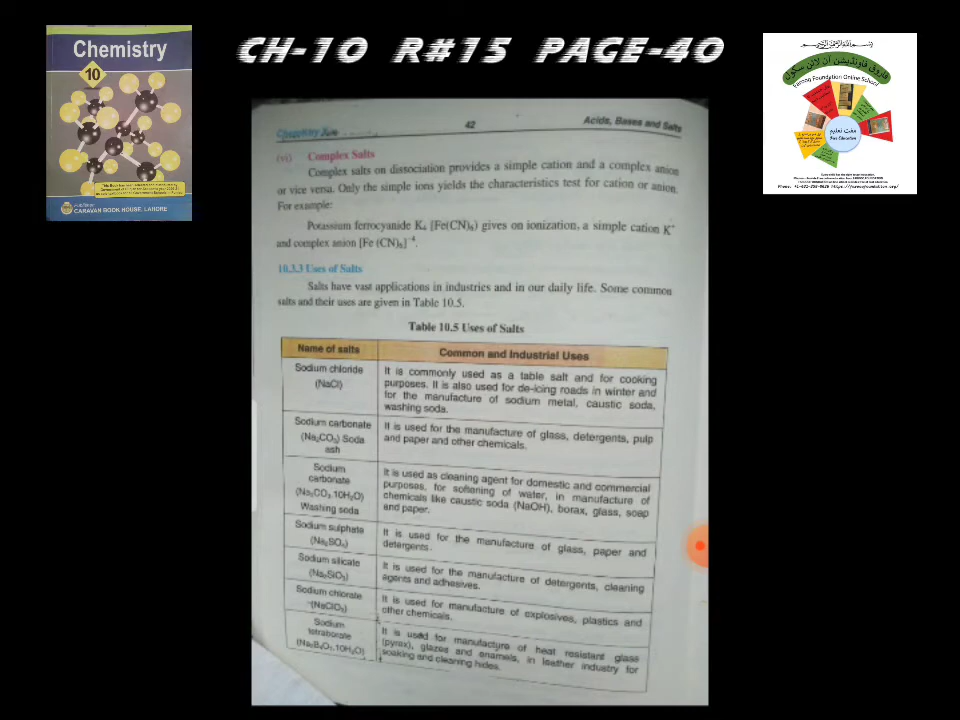 Chemistry
10
CARAVAN BOOK HOUSE, LAHORE
CH-10 R#15 PAGE-40
Farooq Foundation Online School
فاروق فاونڈیشن آن لائن سکول
مفت تعلیم
Free Education
42
Acids, Bases and Salts
(vi) Complex Salts
Complex salts on dissociation provides a simple cation and a complex anion
or vice versa. Only the simple ions yields the characteristics test for cation or anion.
For example:
Potassium ferrocyanide K₄ [Fe(CN)₆) gives on ionization, a simple cation K⁺
and complex anion [Fe (CN)₆]⁻⁴.
10.3.3 Uses of Salts
Salts have vast applications in industries and in our daily life. Some common
salts and their uses are given in Table 10.5.
Table 10.5 Uses of Salts
Name of salts Common and Industrial Uses
Sodium chloride
(NaCl)
It is commonly used as a table salt and for cooking
purposes. It is also used for de-icing roads in winter and
for the manufacture of sodium metal, caustic soda,
washing soda.
Sodium carbonate
(Na₂CO₃) Soda
ash
It is used for the manufacture of glass, detergents, pulp
and paper and other chemicals.
Sodium
carbonate
(Na₂CO₃.10H₂O)
Washing soda
It is used as cleaning agent for domestic and commercial
purposes, for softening of water, in manufacture of
chemicals like caustic soda (NaOH), borax, glass, soap
and paper.
Sodium sulphate
(Na₂SO₄)
It is used for the manufacture of glass, paper and
detergents.
Sodium silicate
(Na₂SiO₃)
It is used for the manufacture of detergents, cleaning
agents and adhesives.
Sodium chlorate
(NaClO₃)
It is used for manufacture of explosives, plastics and
other chemicals.
Sodium
tetraborate
(Na₂B₄O₇.10H₂O)
It is used for manufacture of heat resistant glass
(pyrex), glazes and enamels, in leather industry for
soaking and cleaning hides.